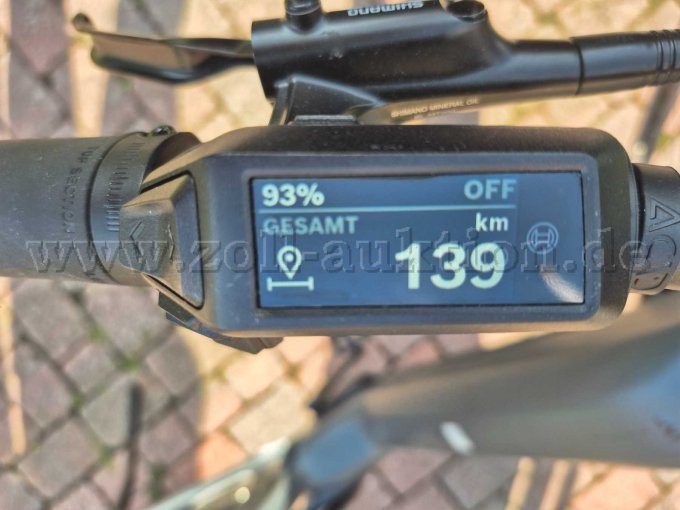 SHIMANO
SHIMANO MINERAL OIL
93% OFF
GESAMT km
139
www.zoll-auktion.de